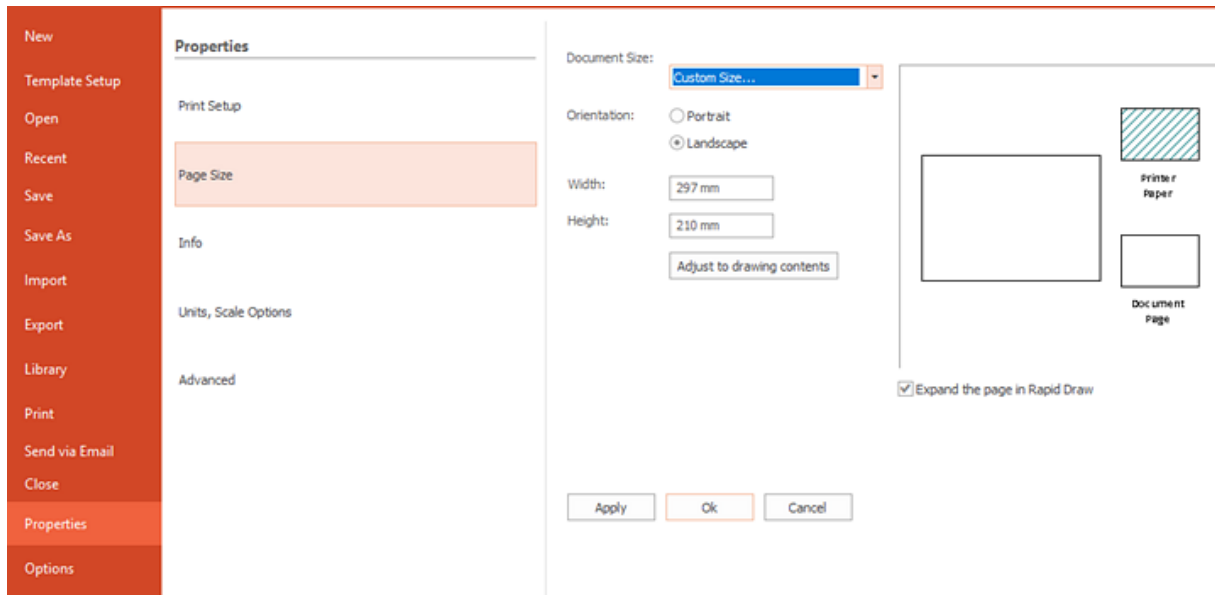 New
Template Setup
Open
Recent
Save
Save As
Import
Export
Library
Print
Send via Email
Close
Properties
Options
Properties
Print Setup
Page Size
Info
Units, Scale Options
Advanced
Document Size:
Custom Size...
Orientation:
Portrait
Landscape
Width:
297 mm
Height:
210 mm
Adjust to drawing contents
Printer
Paper
Document
Page
Expand the page in Rapid Draw
Apply
Ok
Cancel